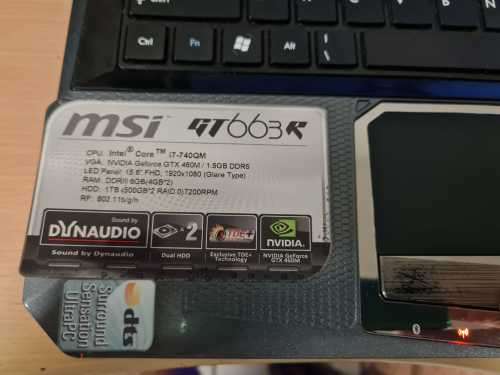 Ctrl Fn Alt
msi GT663R
CPU: Intel® Core™ i7-740QM
VGA: NVIDIA Geforce GTX 460M / 1.5GB DDR5
LED Panel: 15.6" FHD, 1920x1080 (Glare Type)
RAM: DDRIII 8GB(4GB*2)
HDD: 1TB (500GB*2 RAID 0)7200RPM
RF: 802.11b/g/n
Sound by
DYNAUDIO
Sound by Dynaudio
x2
Dual HDD
TDE+
Exclusive TDE+
Technology
NVIDIA.
NVIDIA GeForce
GTX 460M
dts
Surround
Sensation
UltraPC